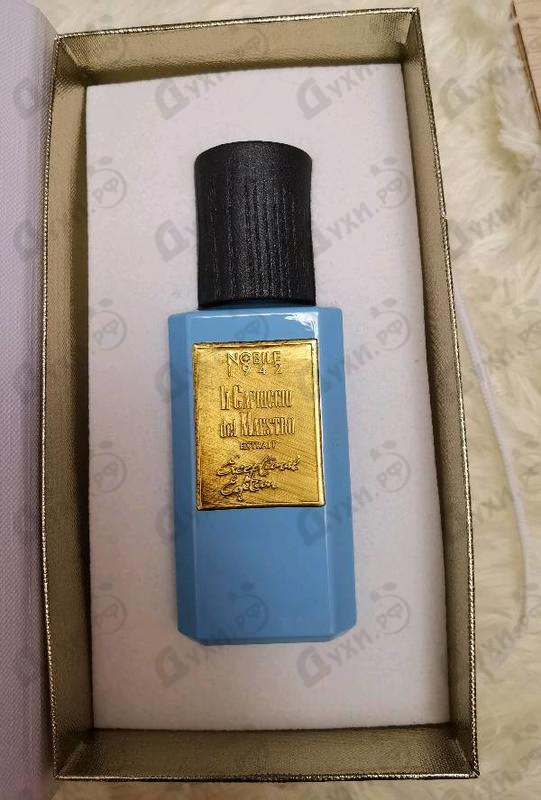 NOBILE
1942
Il Capriccio
del Maestro
EXTRAIT
Exceptional
Edition
Духи.рф